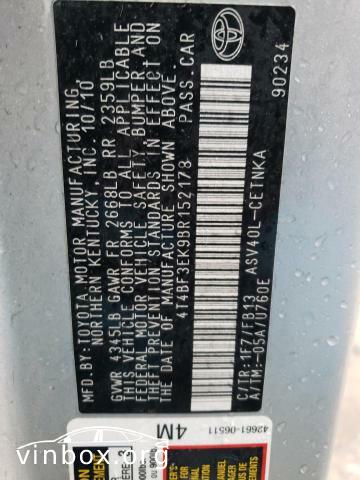 MFD.BY:TOYOTA MOTOR MANUFACTURING,
NORTHERN KENTUCKY, INC. 10/10
GVWR 4345LB GAWR FR 2668LB RR 2359LB
THIS VEHICLE CONFORMS TO ALL APPLICABLE
FEDERAL MOTOR VEHICLE SAFETY, BUMPER AND
THEFT PREVENTION STANDARDS IN EFFECT ON
THE DATE OF MANUFACTURE SHOWN ABOVE.
4T4BF3EK9BR152178 PASS.CAR
C/TR:1F7/FB13 ASV40L-CETNKA
A/TM:-05A/U760E
90234
TOYOTA
4M
42661-06511
vinbox.org